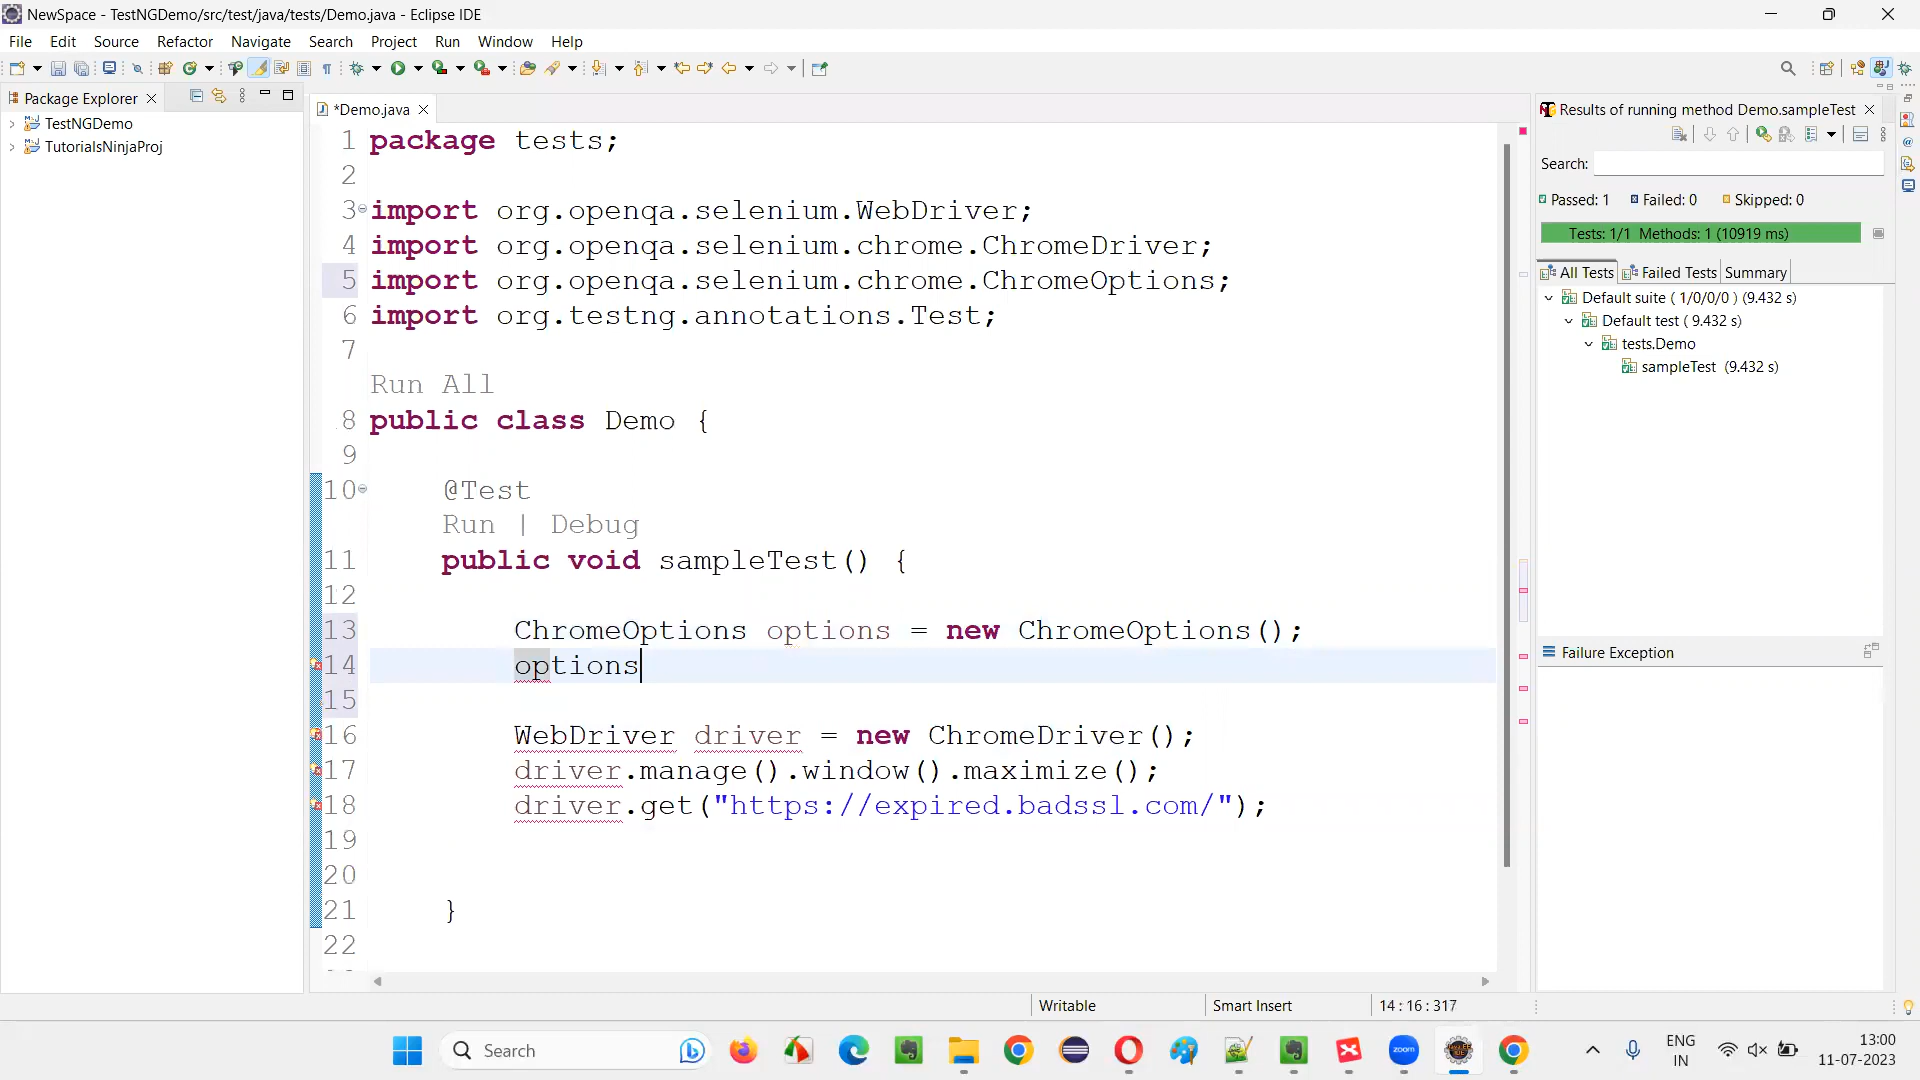 NewSpace - TestNGDemo/src/test/java/tests/Demo.java - Eclipse IDE
File Edit Source Refactor Navigate Search Project Run Window Help
Package Explorer
TestNGDemo
TutorialsNinjaProj
*Demo.java
1 package tests;
2
3 import org.openqa.selenium.WebDriver;
4 import org.openqa.selenium.chrome.ChromeDriver;
5 import org.openqa.selenium.chrome.ChromeOptions;
6 import org.testng.annotations.Test;
7
Run All
8 public class Demo {
9
10 @Test
Run | Debug
11 public void sampleTest() {
12
13 ChromeOptions options = new ChromeOptions();
14 options
15
16 WebDriver driver = new ChromeDriver();
17 driver.manage().window().maximize();
18 driver.get("https://expired.badssl.com/");
19
20
21 }
22
Results of running method Demo.sampleTest
Search:
Passed: 1 Failed: 0 Skipped: 0
Tests: 1/1 Methods: 1 (10919 ms)
All Tests Failed Tests Summary
Default suite ( 1/0/0/0 ) (9.432 s)
Default test ( 9.432 s)
tests.Demo
sampleTest (9.432 s)
Failure Exception
Writable Smart Insert 14 : 16 : 317
Search
zoom
ENG
IN
13:00
11-07-2023